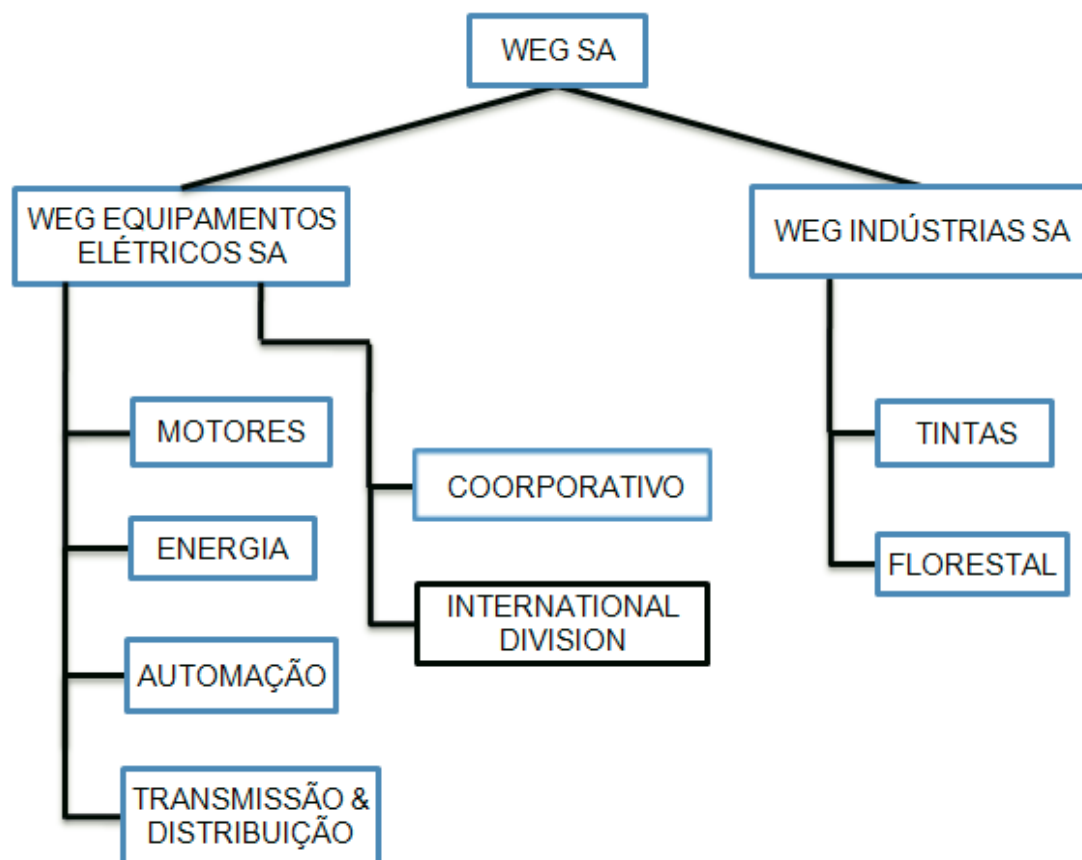 WEG SA
WEG EQUIPAMENTOS
ELÉTRICOS SA
WEG INDÚSTRIAS SA
MOTORES
ENERGIA
AUTOMAÇÃO
TRANSMISSÃO &
DISTRIBUIÇÃO
COORPORATIVO
INTERNATIONAL
DIVISION
TINTAS
FLORESTAL